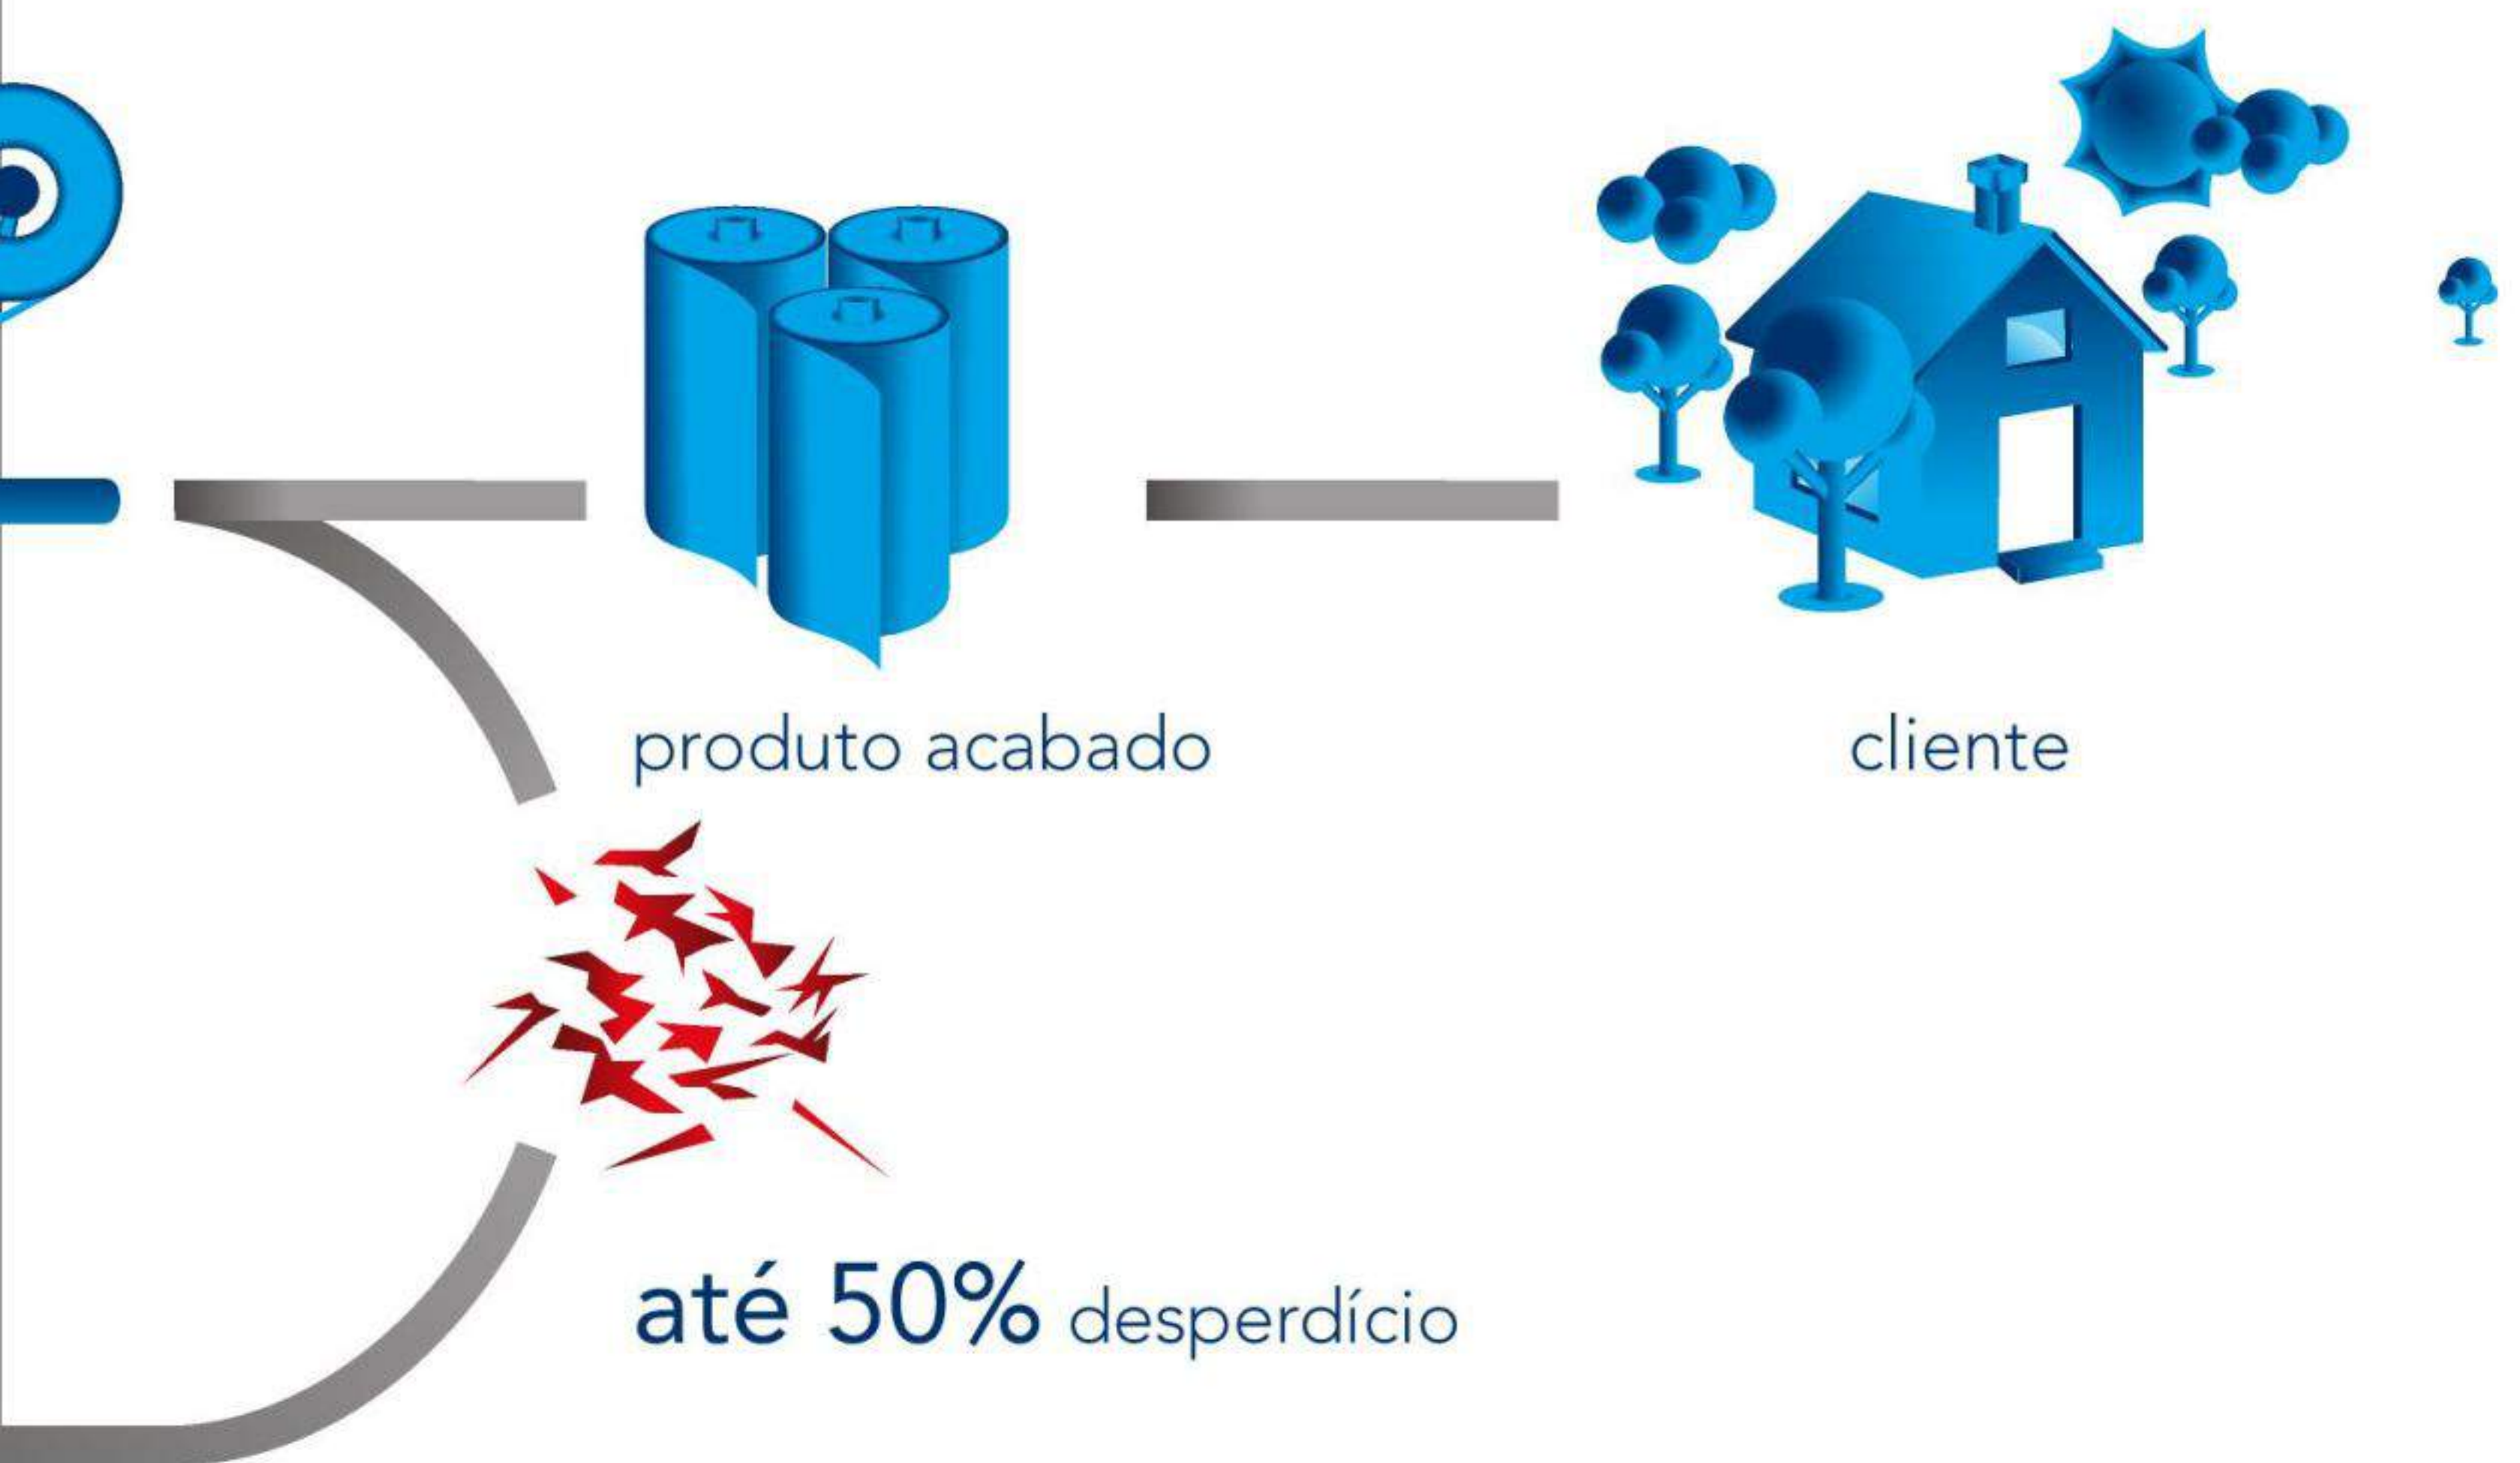 produto acabado
cliente
até 50% desperdício